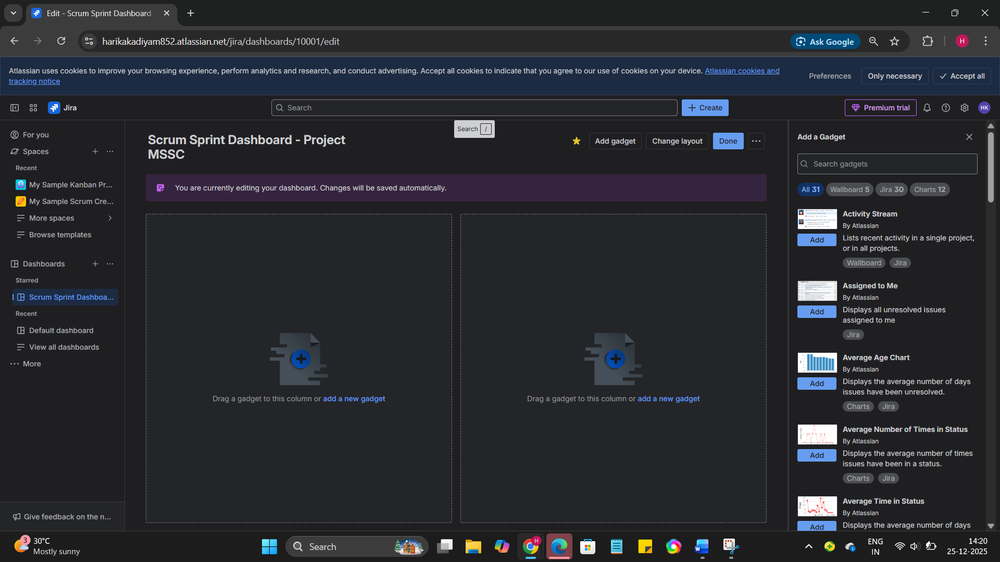 Edit - Scrum Sprint Dashboard -
harikakadiyam852.atlassian.net/jira/dashboards/10001/edit
Ask Google
H
Atlassian uses cookies to improve your browsing experience, perform analytics and research, and conduct advertising. Accept all cookies to indicate that you agree to our use of cookies on your device. Atlassian cookies and
tracking notice
Preferences
Only necessary
Accept all
Jira
Search
Create
Premium trial
HK
Search /
For you
Spaces
Recent
My Sample Kanban Pr...
My Sample Scrum Cre...
More spaces
Browse templates
Dashboards
Starred
Scrum Sprint Dashboa...
Recent
Default dashboard
View all dashboards
More
Give feedback on the n...
Scrum Sprint Dashboard - Project
MSSC
Add gadget
Change layout
Done
You are currently editing your dashboard. Changes will be saved automatically.
Drag a gadget to this column or add a new gadget
Drag a gadget to this column or add a new gadget
Add a Gadget
Search gadgets
All 31
Wallboard 5
Jira 30
Charts 12
Activity Stream
By Atlassian
Add
Lists recent activity in a single project,
or in all projects.
Wallboard
Jira
Assigned to Me
By Atlassian
Add
Displays all unresolved issues
assigned to me
Jira
Average Age Chart
By Atlassian
Add
Displays the average number of days
issues have been unresolved.
Charts
Jira
Average Number of Times in Status
By Atlassian
Add
Displays the average number of times
issues have been in a status.
Charts
Jira
Average Time in Status
By Atlassian
Add
Displays the average number of days
3
30°C
Mostly sunny
Search
H
W
ENG
IN
14:20
25-12-2025